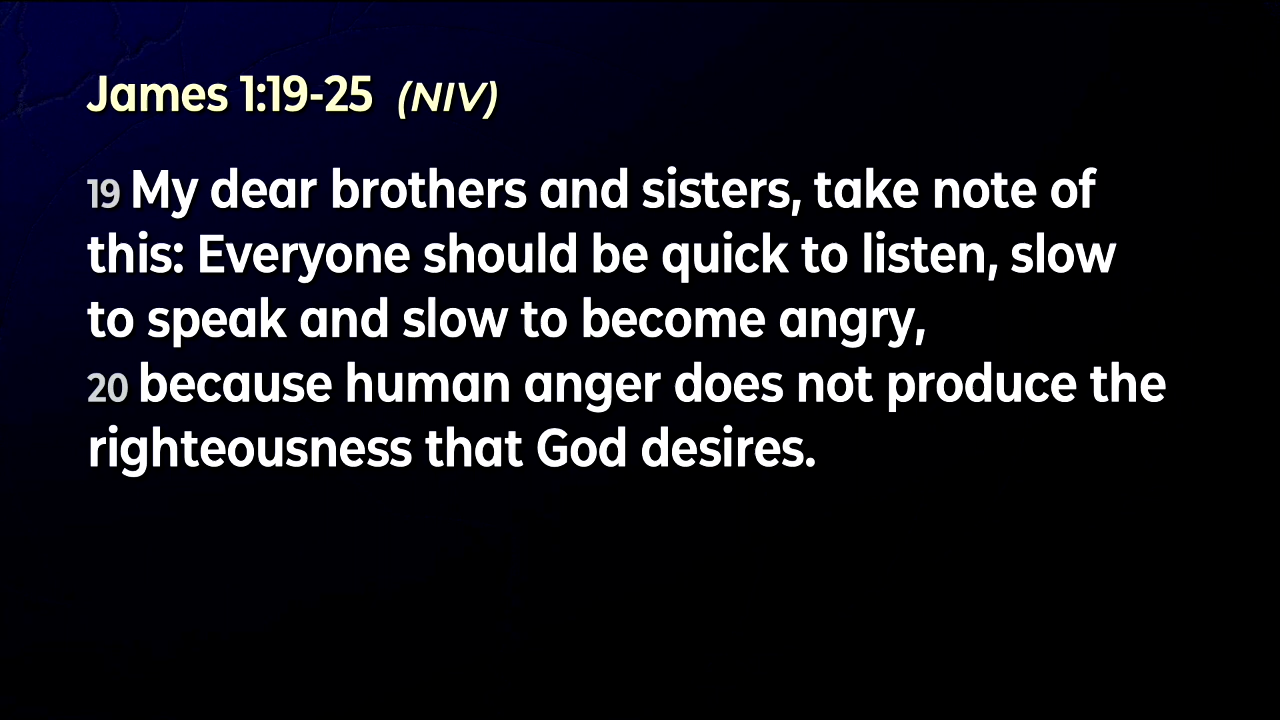 James 1:19-25 (NIV)
19 My dear brothers and sisters, take note of
this: Everyone should be quick to listen, slow
to speak and slow to become angry,
20 because human anger does not produce the
righteousness that God desires.